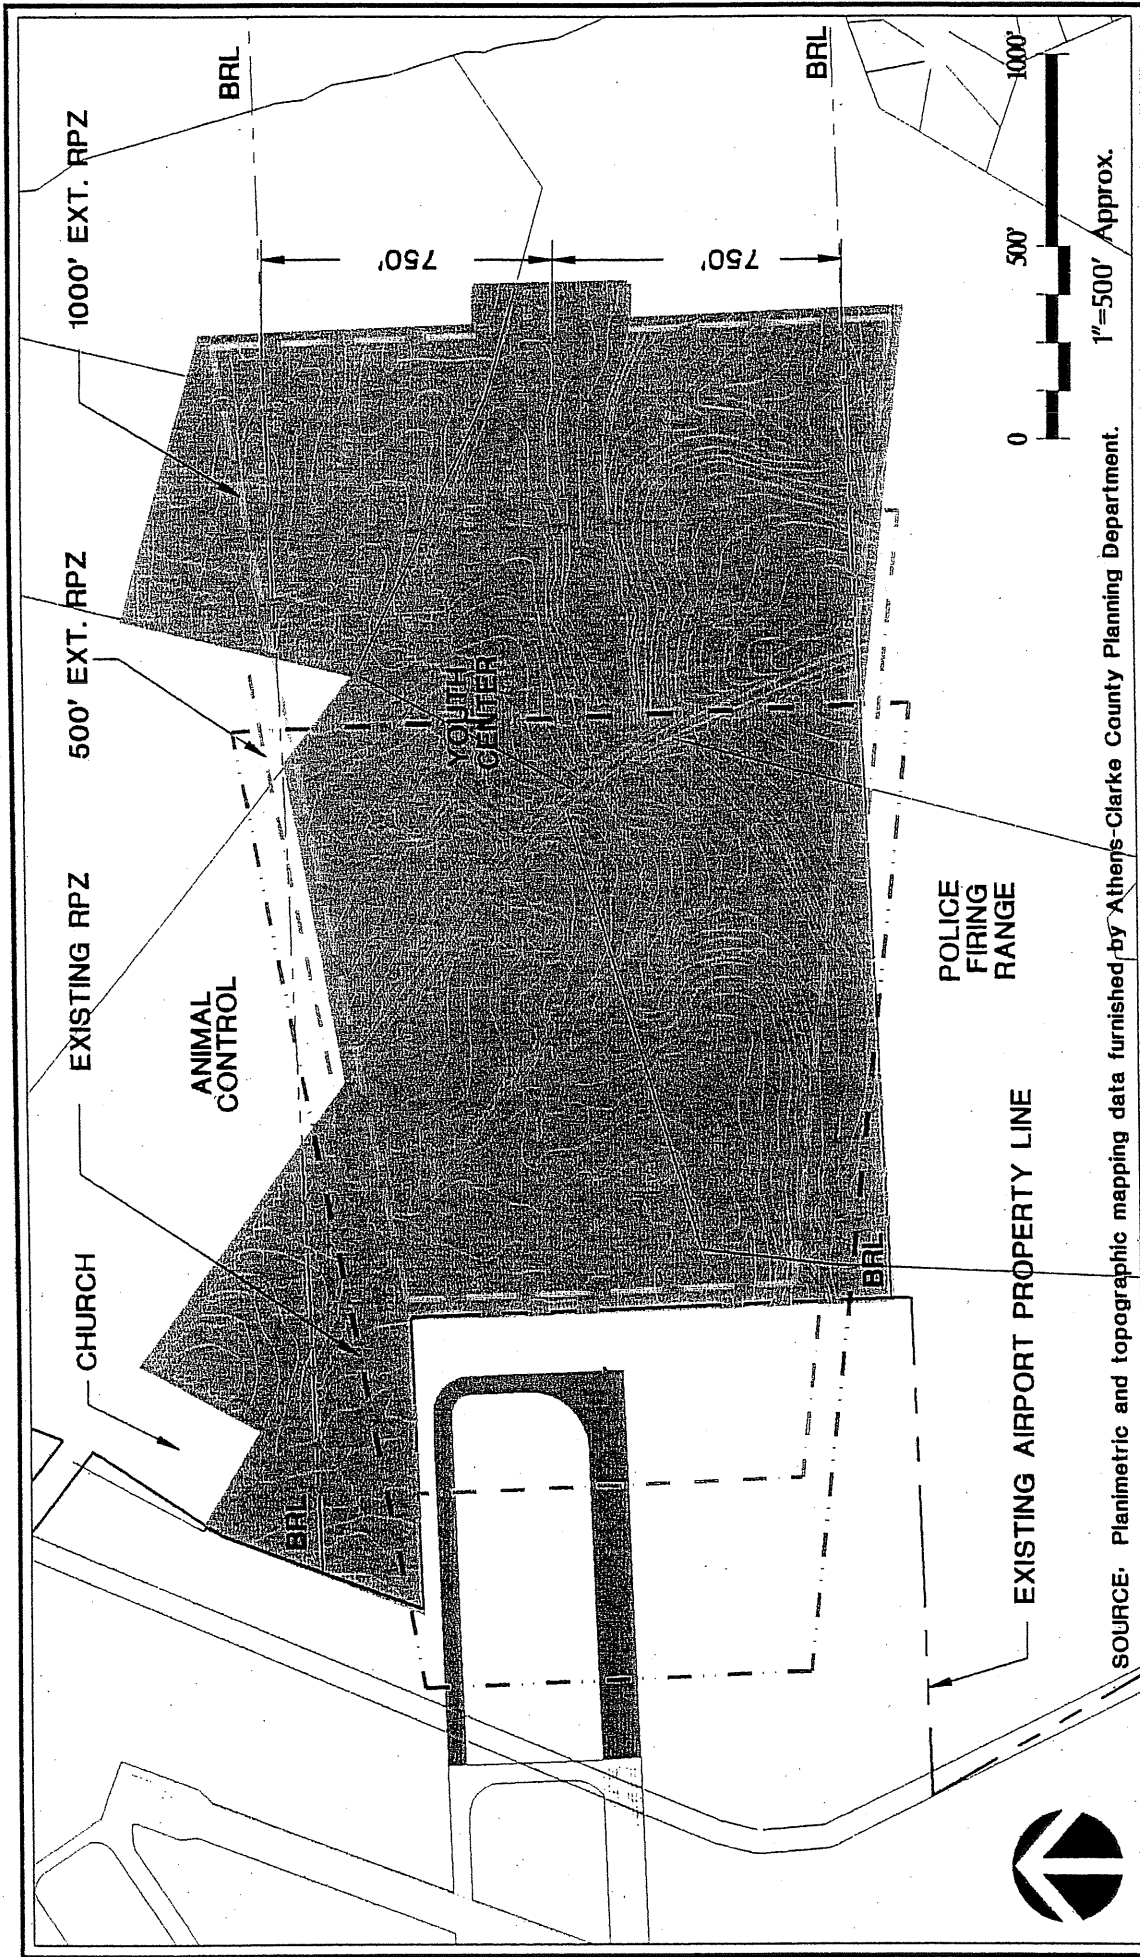 CHURCH
EXISTING RPZ
500' EXT. RPZ
1000' EXT. RPZ
BRL
ANIMAL
CONTROL
750'
750'
YOUTH
CENTER
BRL
BRL
BRL
POLICE
FIRING
RANGE
EXISTING AIRPORT PROPERTY LINE
0
500'
1000'
1"=500' Approx.
SOURCE: Planimetric and topographic mapping data furnished by Athens-Clarke County Planning Department.